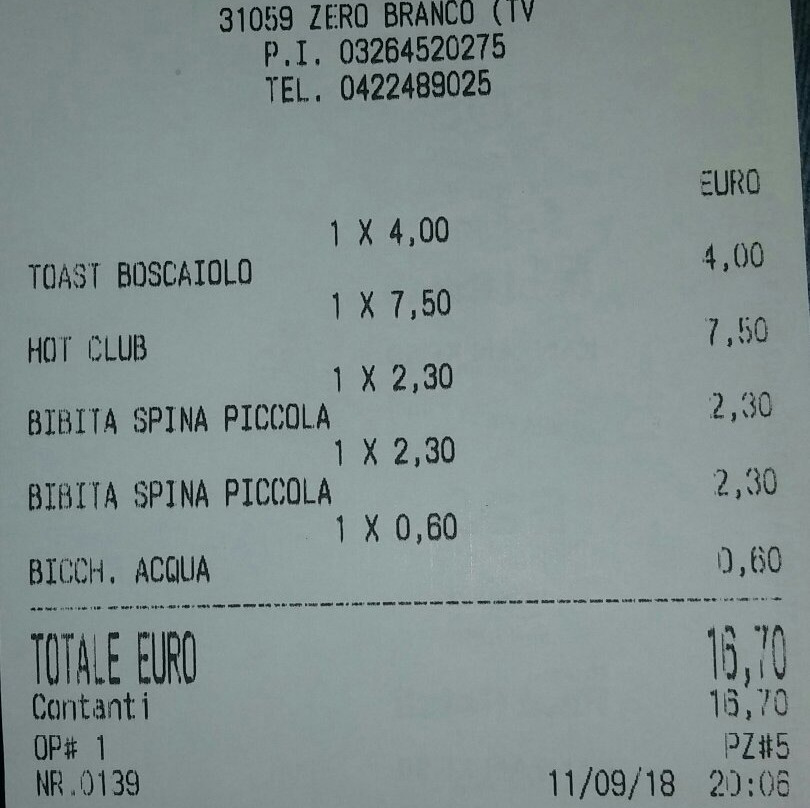 31059 ZERO BRANCO (TV
P.I. 03264520275
TEL. 0422489025
EURO
1 X 4,00
TOAST BOSCAIOLO 4,00
1 X 7,50
HOT CLUB 7,50
1 X 2,30
BIBITA SPINA PICCOLA 2,30
1 X 2,30
BIBITA SPINA PICCOLA 2,30
1 X 0,60
BICCH. ACQUA 0,60
TOTALE EURO 16,70
Contanti 16,70
OP# 1 PZ#5
NR.0139 11/09/18 20:06